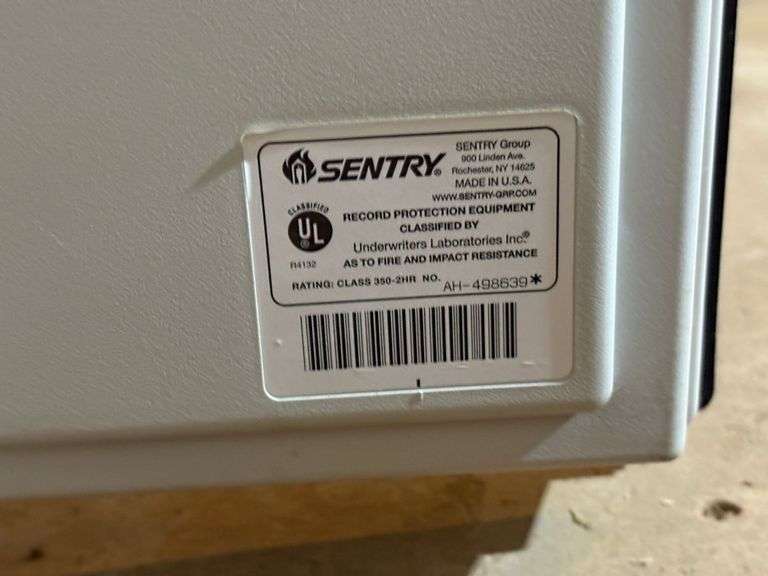 SENTRY®
SENTRY Group
900 Linden Ave.
Rochester, NY 14625
MADE IN U.S.A.
WWW.SENTRY-GRP.COM
CLASSIFIED
UL®
R4132
RECORD PROTECTION EQUIPMENT
CLASSIFIED BY
Underwriters Laboratories Inc.®
AS TO FIRE AND IMPACT RESISTANCE
RATING: CLASS 350-2HR NO. AH-498639*